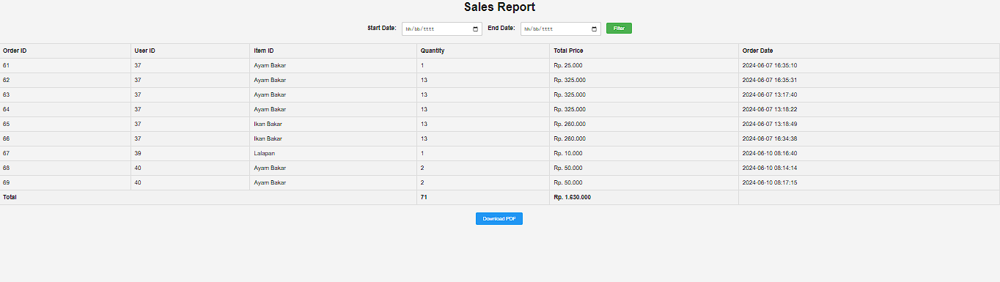 Sales Report
Start Date: hh/bb/tttt End Date: hh/bb/tttt Filter
Order ID User ID Item ID Quantity Total Price Order Date
61 37 Ayam Bakar 1 Rp. 25.000 2024-06-07 16:35:10
62 37 Ayam Bakar 13 Rp. 325.000 2024-06-07 16:35:31
63 37 Ayam Bakar 13 Rp. 325.000 2024-06-07 13:17:40
64 37 Ayam Bakar 13 Rp. 325.000 2024-06-07 13:18:22
65 37 Ikan Bakar 13 Rp. 260.000 2024-06-07 13:18:49
66 37 Ikan Bakar 13 Rp. 260.000 2024-06-07 16:34:38
67 39 Lalapan 1 Rp. 10.000 2024-06-10 08:16:40
68 40 Ayam Bakar 2 Rp. 50.000 2024-06-10 08:14:14
69 40 Ayam Bakar 2 Rp. 50.000 2024-06-10 08:17:15
Total 71 Rp. 1.630.000
Download PDF